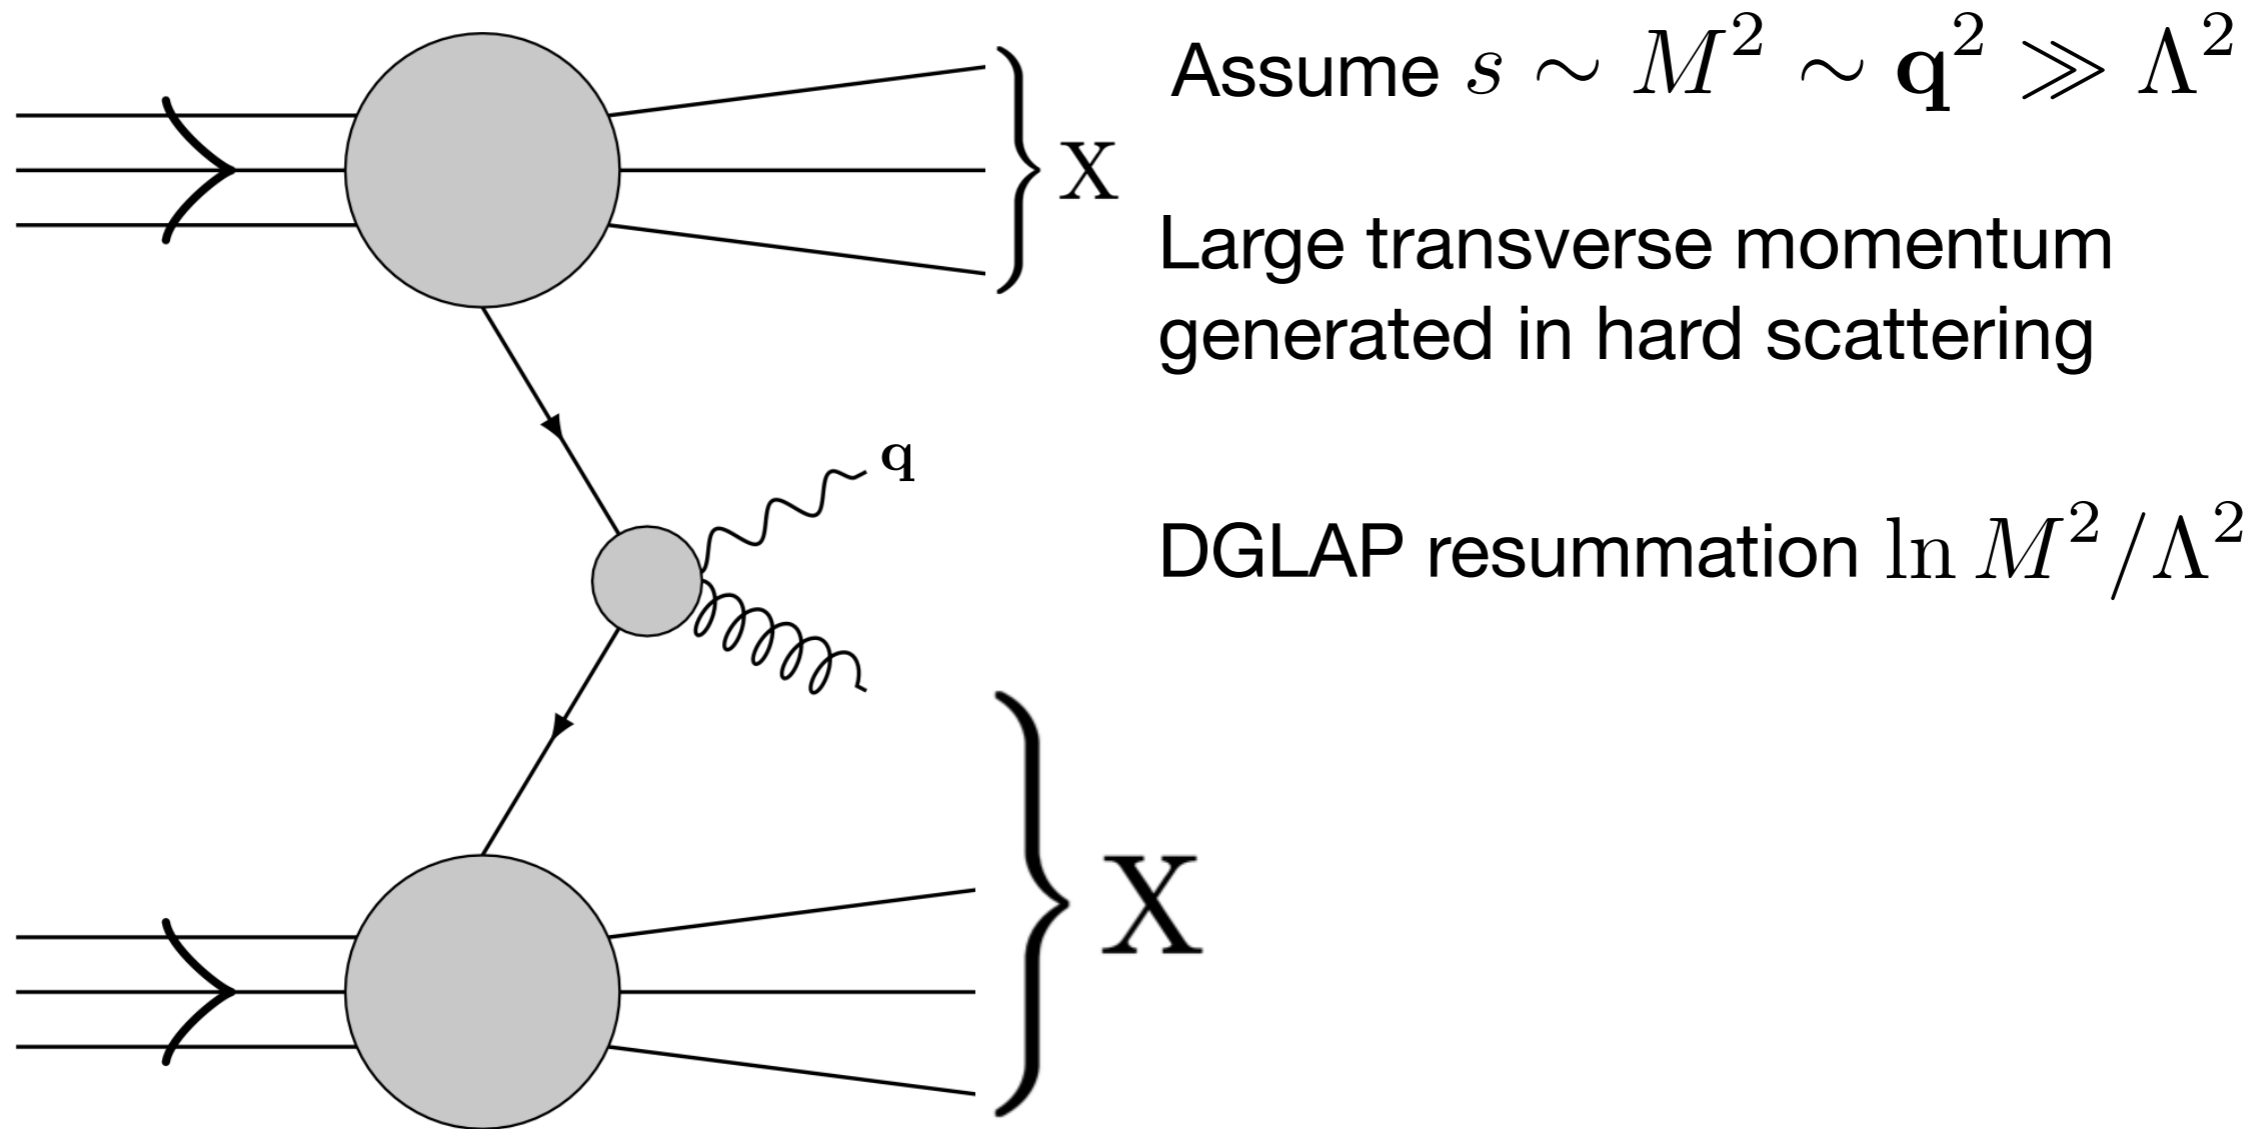 Assume s ∼ M² ∼ 𝐪² ≫ Λ²
X
Large transverse momentum
generated in hard scattering
𝐪
DGLAP resummation ln M²/Λ²
X